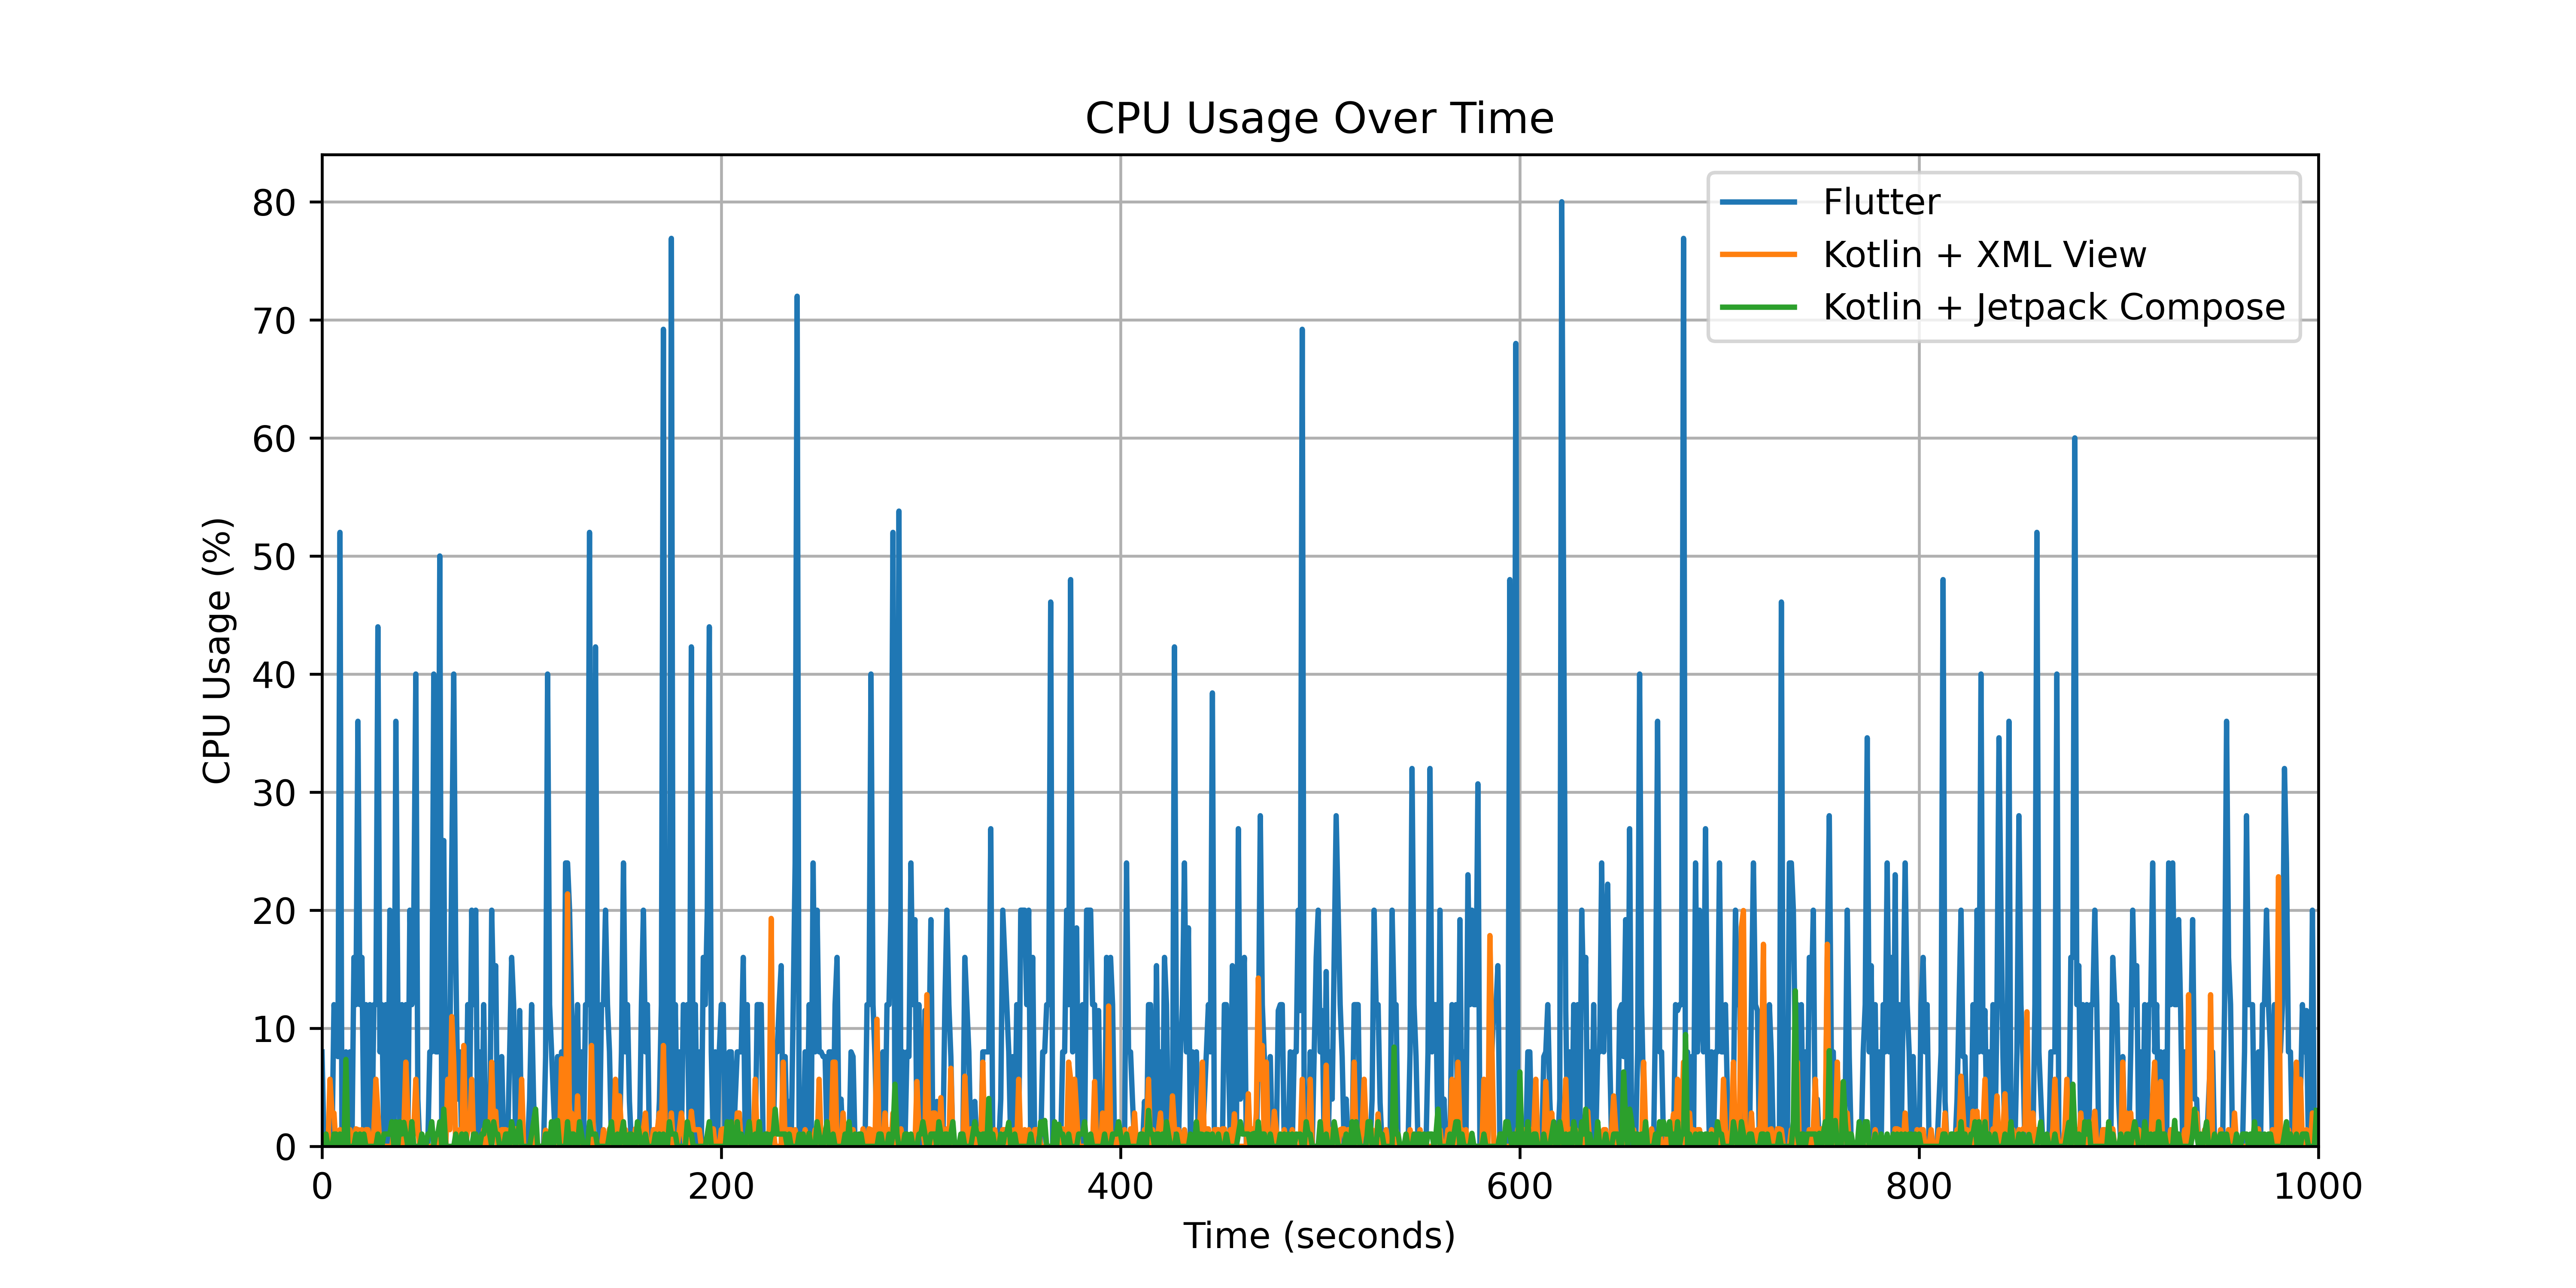 CPU Usage Over Time
Flutter
Kotlin + XML View
Kotlin + Jetpack Compose
CPU Usage (%)
80
70
60
50
40
30
20
10
0
0 200 400 600 800 1000
Time (seconds)